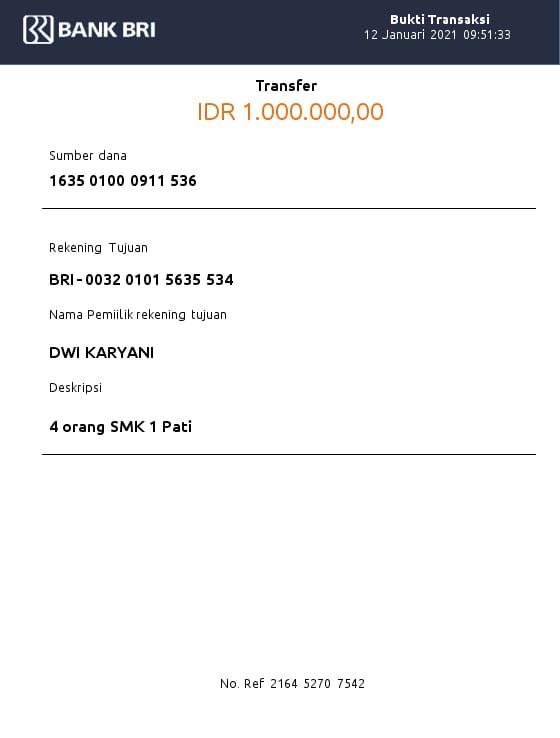 BANK BRI
Bukti Transaksi
12 Januari 2021 09:51:33
Transfer
IDR 1.000.000,00
Sumber dana
1635 0100 0911 536
Rekening Tujuan
BRI - 0032 0101 5635 534
Nama Pemiilik rekening tujuan
DWI KARYANI
Deskripsi
4 orang SMK 1 Pati
No. Ref 2164 5270 7542